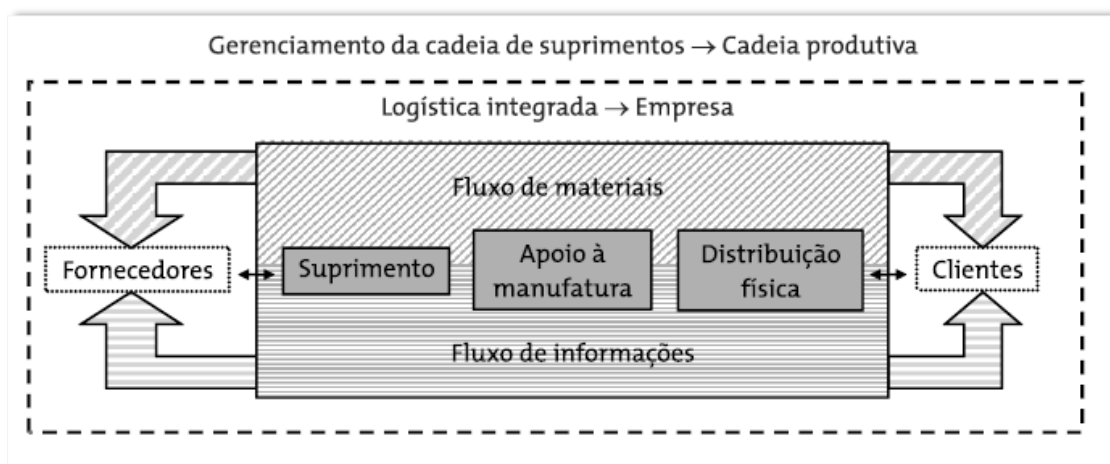 Gerenciamento da cadeia de suprimentos → Cadeia produtiva
Logística integrada → Empresa
Fluxo de materiais
Fornecedores
Suprimento
Apoio à
manufatura
Distribuição
física
Clientes
Fluxo de informações